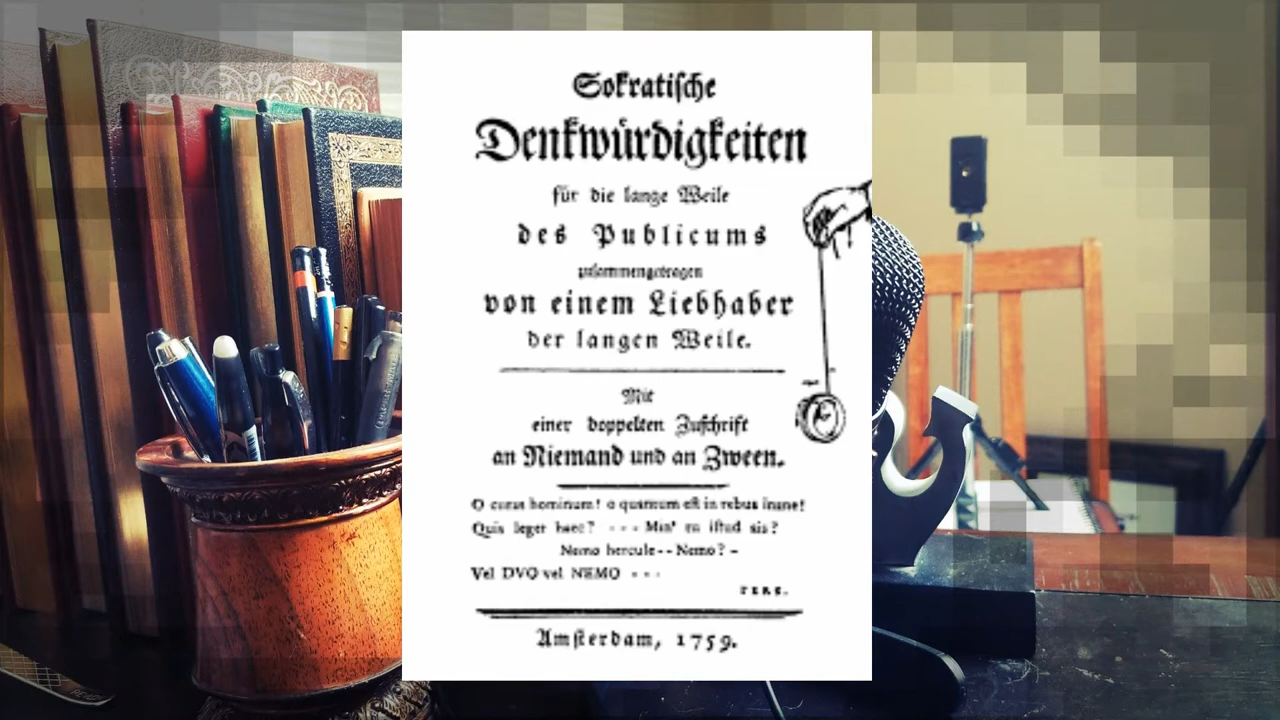 Sokratiſche
Denkwürdigkeiten
für die lange Weile
des Publicums
zuſammengetragen
von einem Liebhaber
der langen Weile.
Mit
einer doppelten Zuſchrift
an Niemand und an Zween.
O curas hominum! o quantum eſt in rebus inane!
Quis leget haec? - - - Min' tu iſtud ais?
Nemo hercule - - Nemo? -
Vel DVO vel NEMO - - -
PERS.
Amſterdam, 1759.